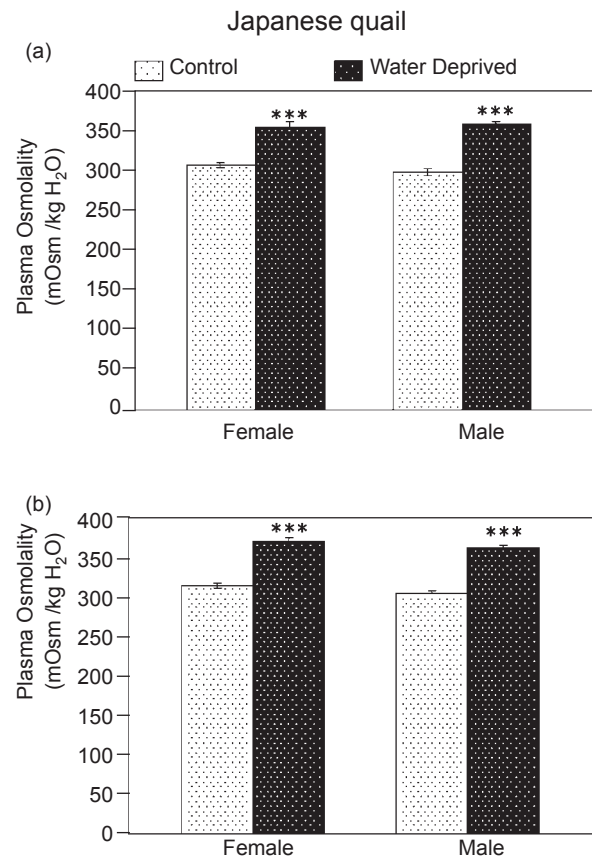 Japanese quail
(a)
Control Water Deprived
Plasma Osmolality
(mOsm /kg H₂O)
400
350
300
250
200
150
100
50
0
***
***
Female Male
(b)
Plasma Osmolality
(mOsm /kg H₂O)
400
350
300
250
200
150
100
50
0
***
***
Female Male